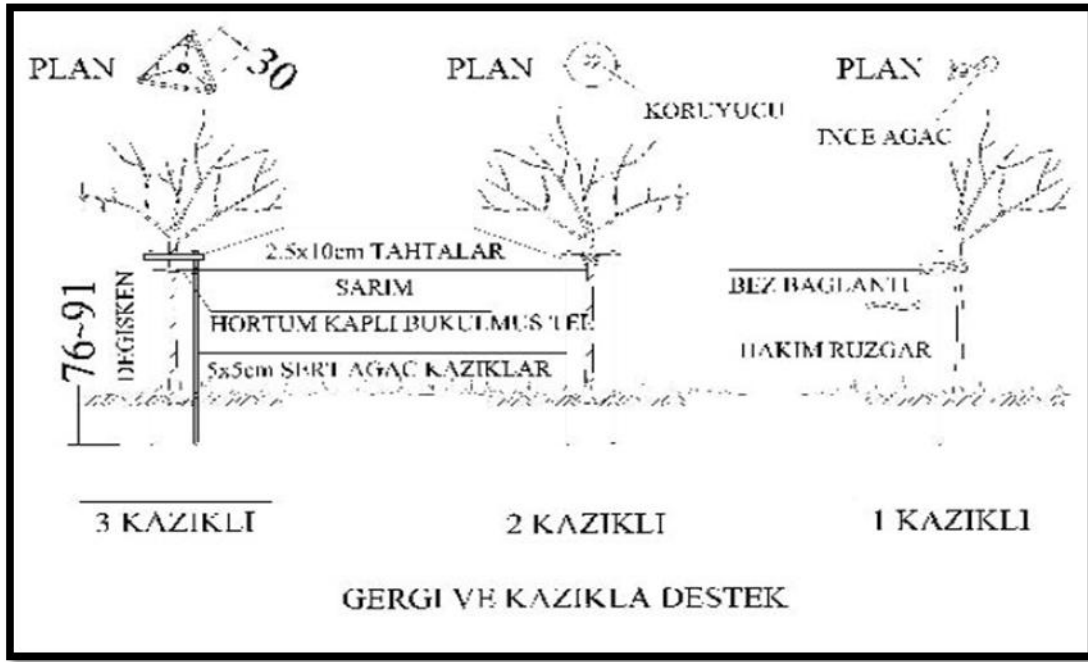 PLAN
30
PLAN
KORUYUCU
PLAN
INCE AGAC
2.5x10cm TAHTALAR
SARIM
HORTUM KAPLI BUKULMUS TEL
5x5cm SERT AGAC KAZIKLAR
76~91
DEGISKEN
BEZ BAGLANTI
HAKIM RUZGAR
3 KAZIKLI
2 KAZIKLI
1 KAZIKLI
GERGI VE KAZIKLA DESTEK